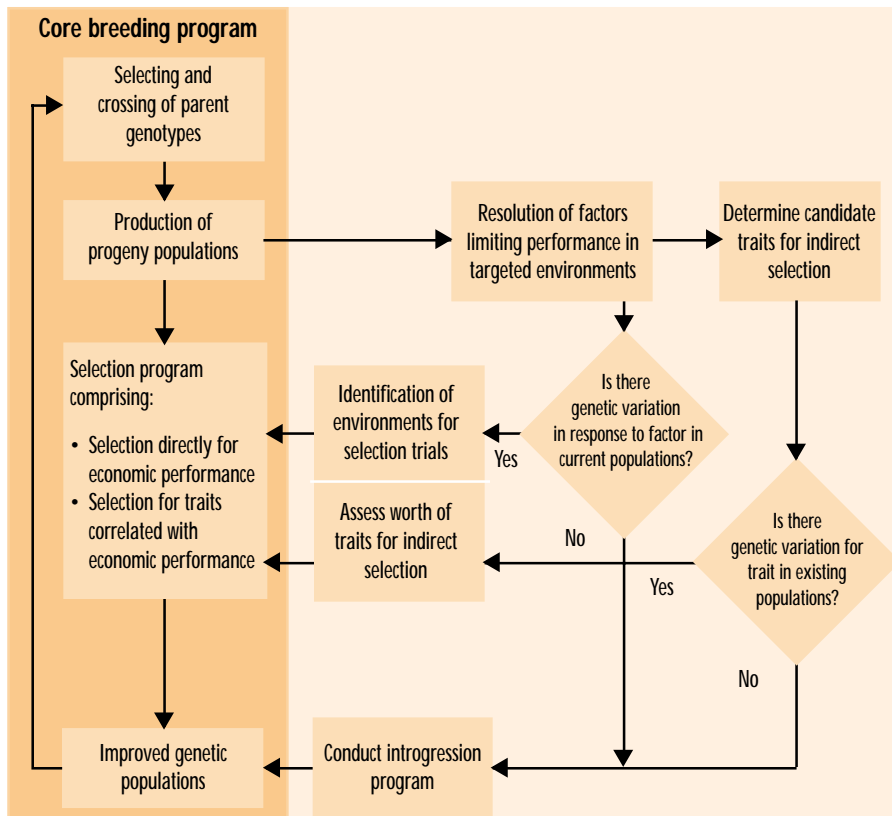 Core breeding program
Selecting and
crossing of parent
genotypes
Production of
progeny populations
Resolution of factors
limiting performance in
targeted environments
Determine candidate
traits for indirect
selection
Selection program
comprising:
• Selection directly for
economic performance
• Selection for traits
correlated with
economic performance
Identification of
environments for
selection trials
Yes
Is there
genetic variation
in response to factor in
current populations?
Assess worth of
traits for indirect
selection
No
Yes
Is there
genetic variation for
trait in existing
populations?
No
Improved genetic
populations
Conduct introgression
program